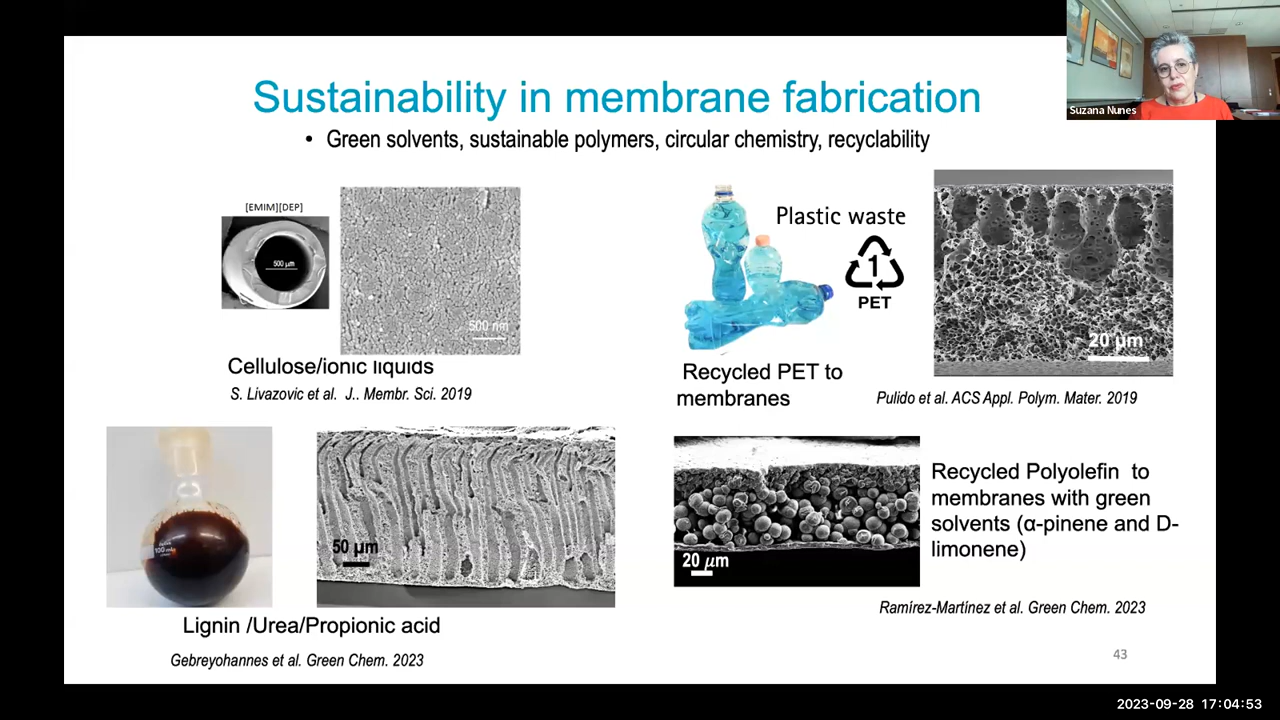 Suzana Nunes
Sustainability in membrane fabrication
• Green solvents, sustainable polymers, circular chemistry, recyclability
[EMIM][DEP]
500 µm
500 nm
Cellulose/ionic liquids
S. Livazovic et al. J.. Membr. Sci. 2019
Plastic waste
1
PET
20 µm
Recycled PET to
membranes
Pulido et al. ACS Appl. Polym. Mater. 2019
100 mL
50 µm
Lignin /Urea/Propionic acid
Gebreyohannes et al. Green Chem. 2023
20 µm
Recycled Polyolefin to
membranes with green
solvents (α-pinene and D-
limonene)
Ramírez-Martínez et al. Green Chem. 2023
43
2023-09-28 17:04:53